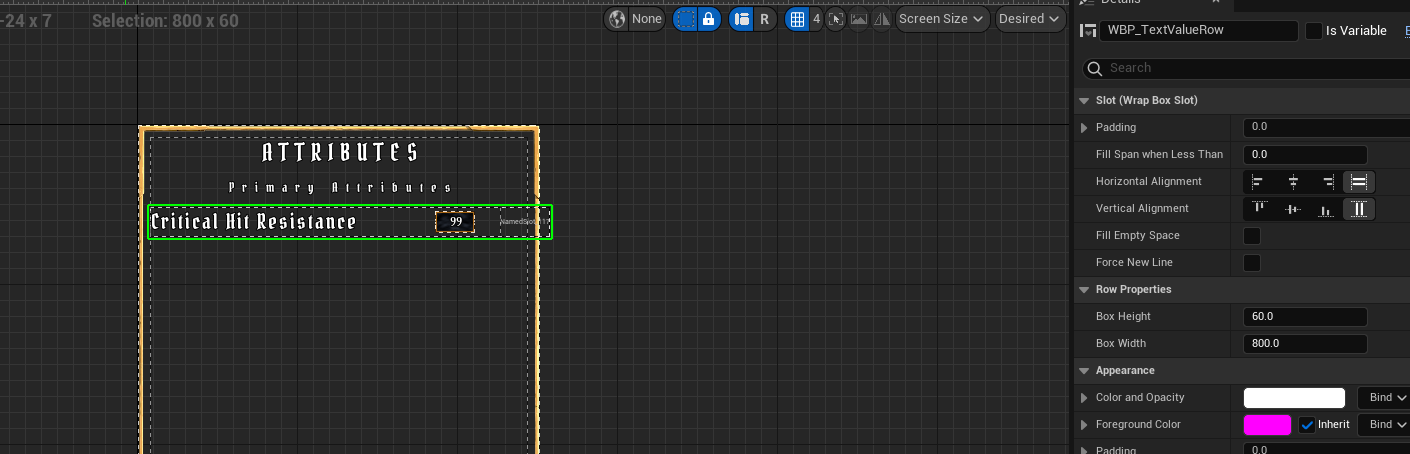 -24 x 7
Selection: 800 x 60
None
R
4
Screen Size
Desired
Details
WBP_TextValueRow
Is Variable
Search
Slot (Wrap Box Slot)
Padding
0.0
Fill Span when Less Than
0.0
Horizontal Alignment
Vertical Alignment
Fill Empty Space
Force New Line
Row Properties
Box Height
60.0
Box Width
800.0
Appearance
Color and Opacity
Bind
Foreground Color
Inherit
Bind
Padding
0.0
ATTRIBUTES
Primary Attributes
Critical Hit Resistance
99